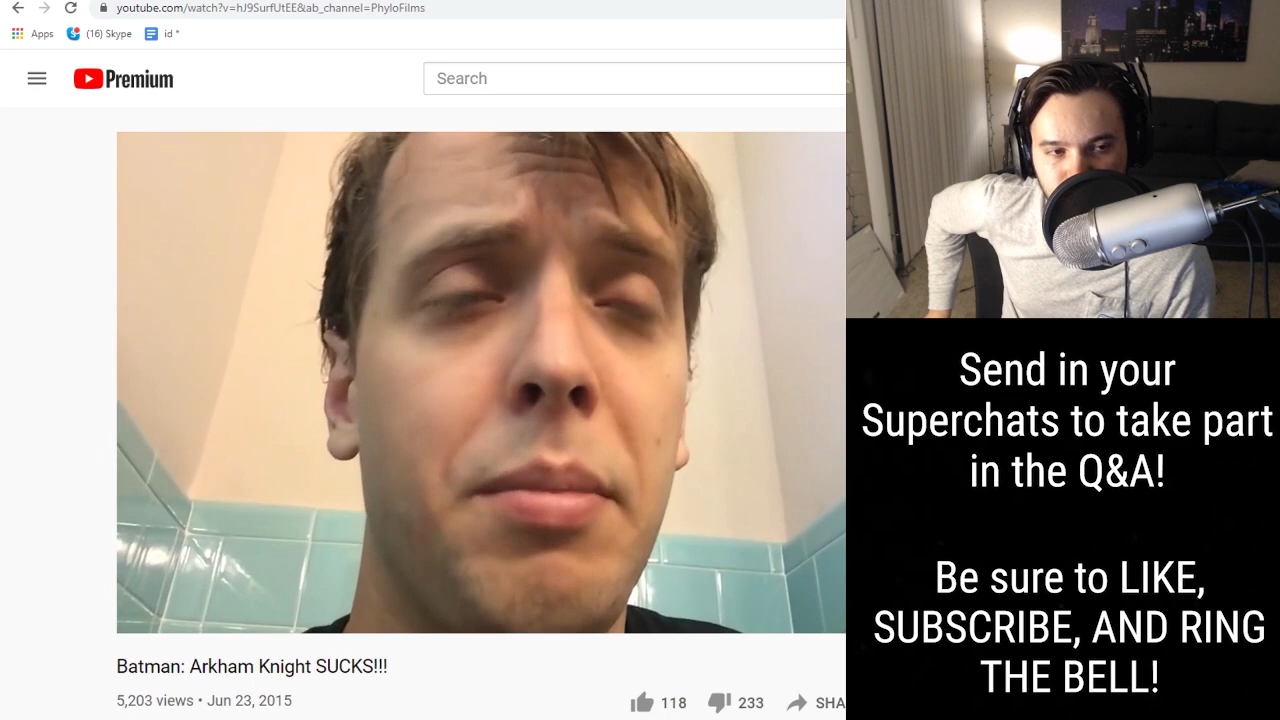 youtube.com/watch?v=hJ9SurfUtEE&ab_channel=PhyloFilms
Apps (16) Skype id *
Premium
Search
Batman: Arkham Knight SUCKS!!!
5,203 views • Jun 23, 2015
118 233 SHA
Send in your
Superchats to take part
in the Q&A!
Be sure to LIKE,
SUBSCRIBE, AND RING
THE BELL!